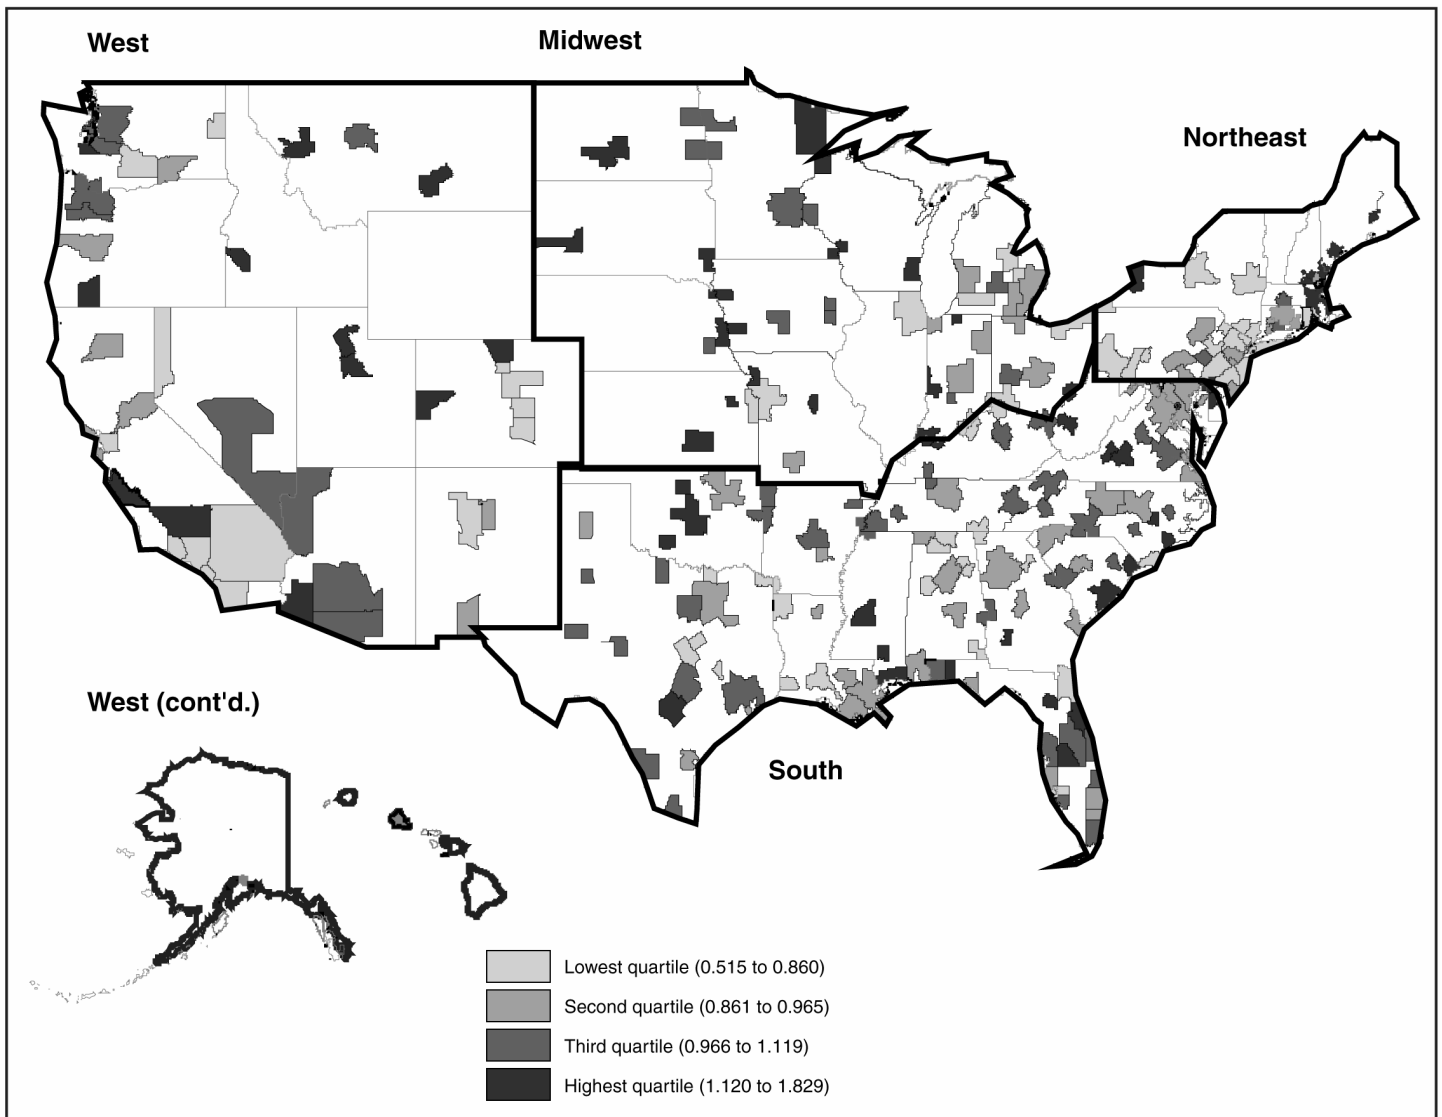 West
Midwest
Northeast
West (cont'd.)
South
Lowest quartile (0.515 to 0.860)
Second quartile (0.861 to 0.965)
Third quartile (0.966 to 1.119)
Highest quartile (1.120 to 1.829)